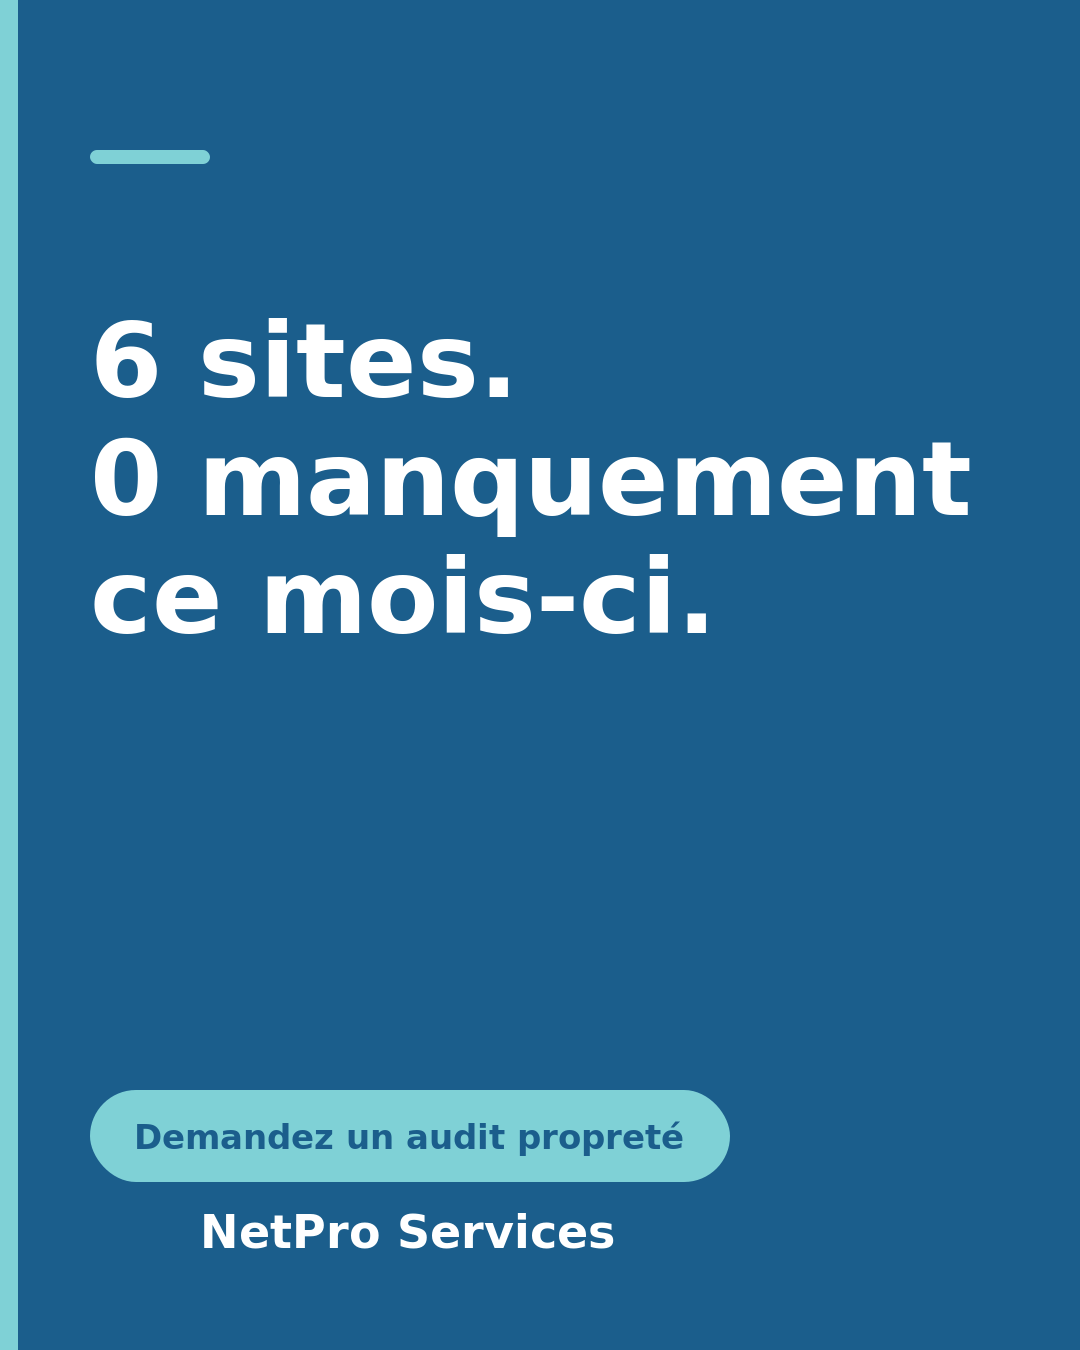 6 sites.
0 manquement
ce mois-ci.
Demandez un audit propreté
NetPro Services